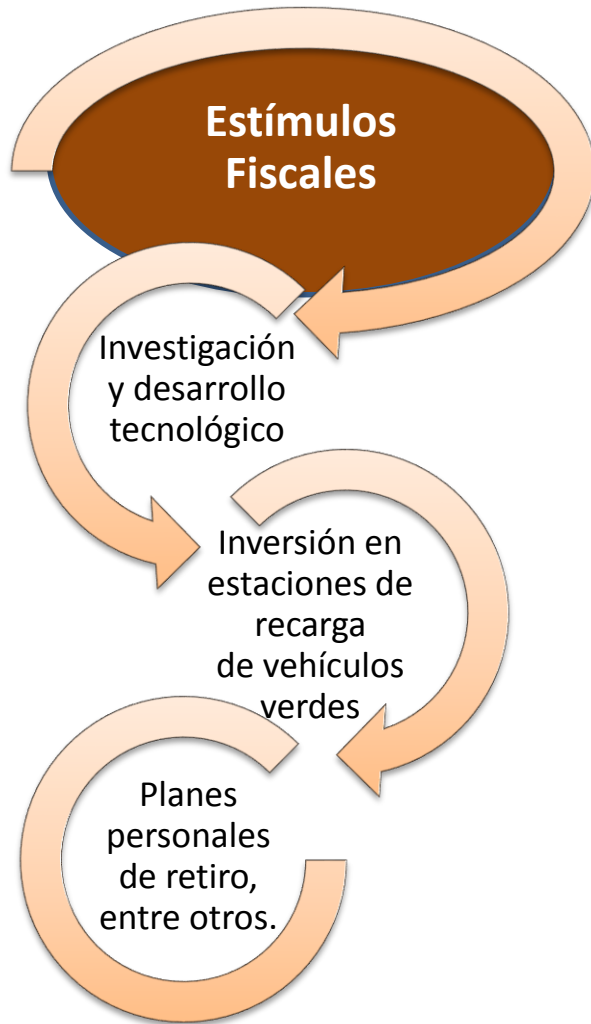 Estímulos
Fiscales
Investigación
y desarrollo
tecnológico
Inversión en
estaciones de
recarga
de vehículos
verdes
Planes
personales
de retiro,
entre otros.